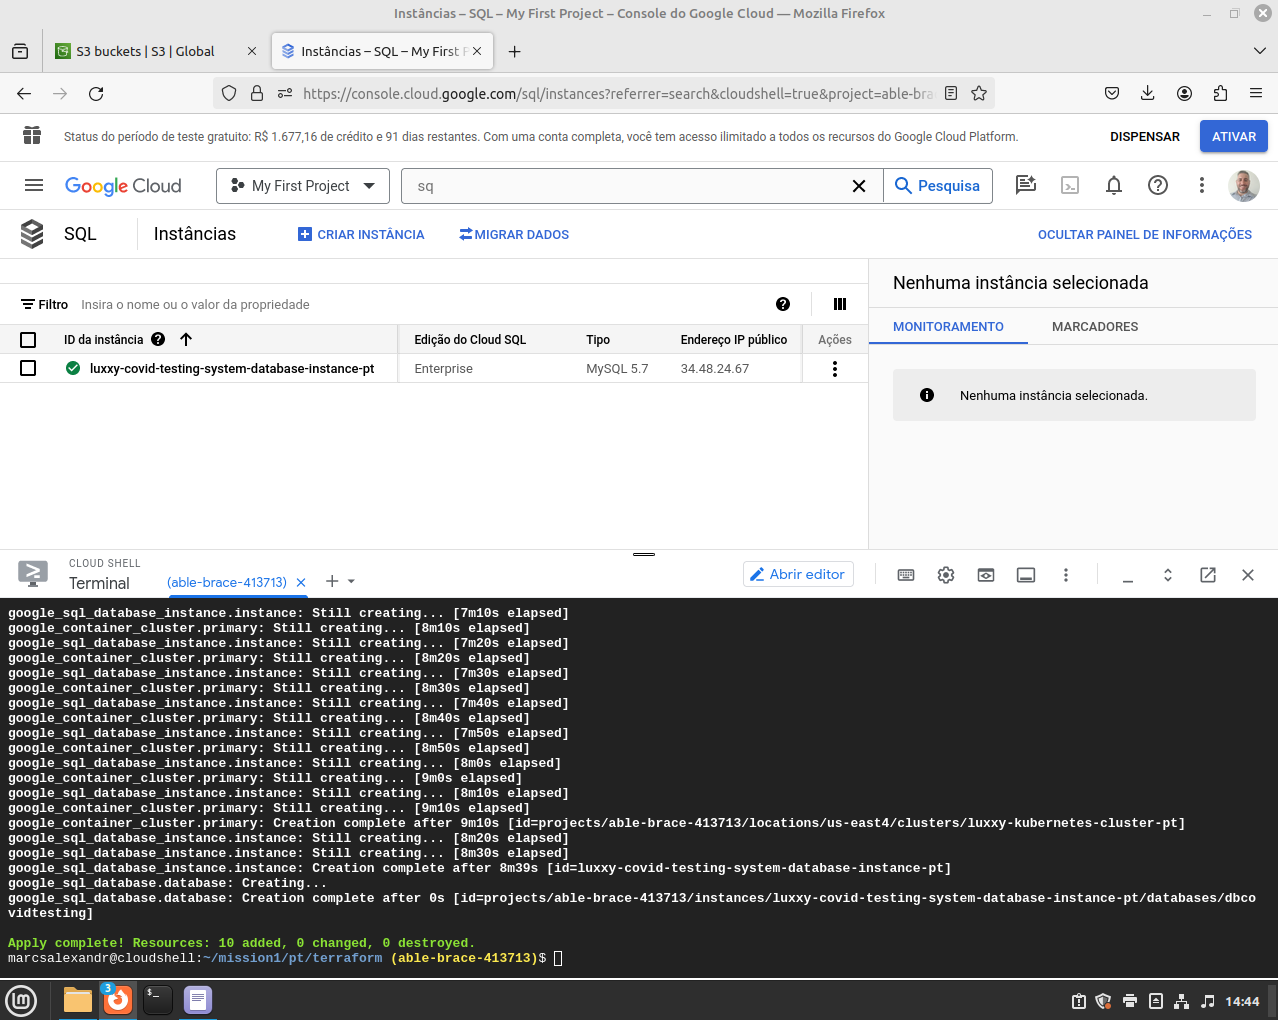 Instâncias – SQL – My First Project – Console do Google Cloud — Mozilla Firefox
S3 buckets | S3 | Global
Instâncias – SQL – My First P
https://console.cloud.google.com/sql/instances?referrer=search&cloudshell=true&project=able-bra
Status do período de teste gratuito: R$ 1.677,16 de crédito e 91 dias restantes. Com uma conta completa, você tem acesso ilimitado a todos os recursos do Google Cloud Platform.
DISPENSAR
ATIVAR
Google Cloud
My First Project
sq
Pesquisa
SQL
Instâncias
CRIAR INSTÂNCIA
MIGRAR DADOS
OCULTAR PAINEL DE INFORMAÇÕES
Filtro
Insira o nome ou o valor da propriedade
ID da instância
Edição do Cloud SQL
Tipo
Endereço IP público
Ações
luxxy-covid-testing-system-database-instance-pt
Enterprise
MySQL 5.7
34.48.24.67
Nenhuma instância selecionada
MONITORAMENTO
MARCADORES
Nenhuma instância selecionada.
CLOUD SHELL
Terminal
(able-brace-413713)
Abrir editor
google_sql_database_instance.instance: Still creating... [7m10s elapsed]
google_container_cluster.primary: Still creating... [8m10s elapsed]
google_sql_database_instance.instance: Still creating... [7m20s elapsed]
google_container_cluster.primary: Still creating... [8m20s elapsed]
google_sql_database_instance.instance: Still creating... [7m30s elapsed]
google_container_cluster.primary: Still creating... [8m30s elapsed]
google_sql_database_instance.instance: Still creating... [7m40s elapsed]
google_container_cluster.primary: Still creating... [8m40s elapsed]
google_sql_database_instance.instance: Still creating... [7m50s elapsed]
google_container_cluster.primary: Still creating... [8m50s elapsed]
google_sql_database_instance.instance: Still creating... [8m0s elapsed]
google_container_cluster.primary: Still creating... [9m0s elapsed]
google_sql_database_instance.instance: Still creating... [8m10s elapsed]
google_container_cluster.primary: Still creating... [9m10s elapsed]
google_container_cluster.primary: Creation complete after 9m10s [id=projects/able-brace-413713/locations/us-east4/clusters/luxxy-kubernetes-cluster-pt]
google_sql_database_instance.instance: Still creating... [8m20s elapsed]
google_sql_database_instance.instance: Still creating... [8m30s elapsed]
google_sql_database_instance.instance: Creation complete after 8m39s [id=luxxy-covid-testing-system-database-instance-pt]
google_sql_database.database: Creating...
google_sql_database.database: Creation complete after 0s [id=projects/able-brace-413713/instances/luxxy-covid-testing-system-database-instance-pt/databases/dbco
vidtesting]
Apply complete! Resources: 10 added, 0 changed, 0 destroyed.
marcsalexandr@cloudshell:~/mission1/pt/terraform (able-brace-413713)$
3
14:44